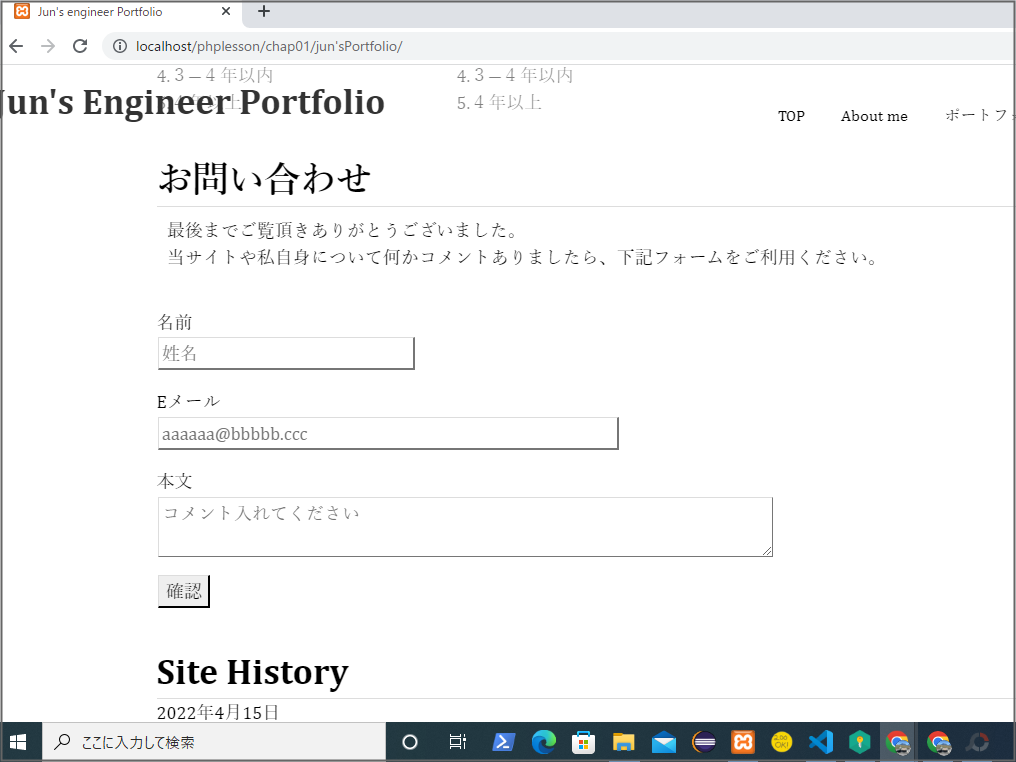 Jun's engineer Portfolio
localhost/phplesson/chap01/jun'sPortfolio/
4. 3 – 4 年以内
4. 3 – 4 年以内
5. 4 年以上
5. 4 年以上
Jun's Engineer Portfolio
TOP
About me
ポートフォ
お問い合わせ
最後までご覧頂きありがとうございました。
当サイトや私自身について何かコメントありましたら、下記フォームをご利用ください。
名前
姓名
Eメール
aaaaaa@bbbbb.ccc
本文
コメント入れてください
確認
Site History
2022年4月15日
ここに入力して検索